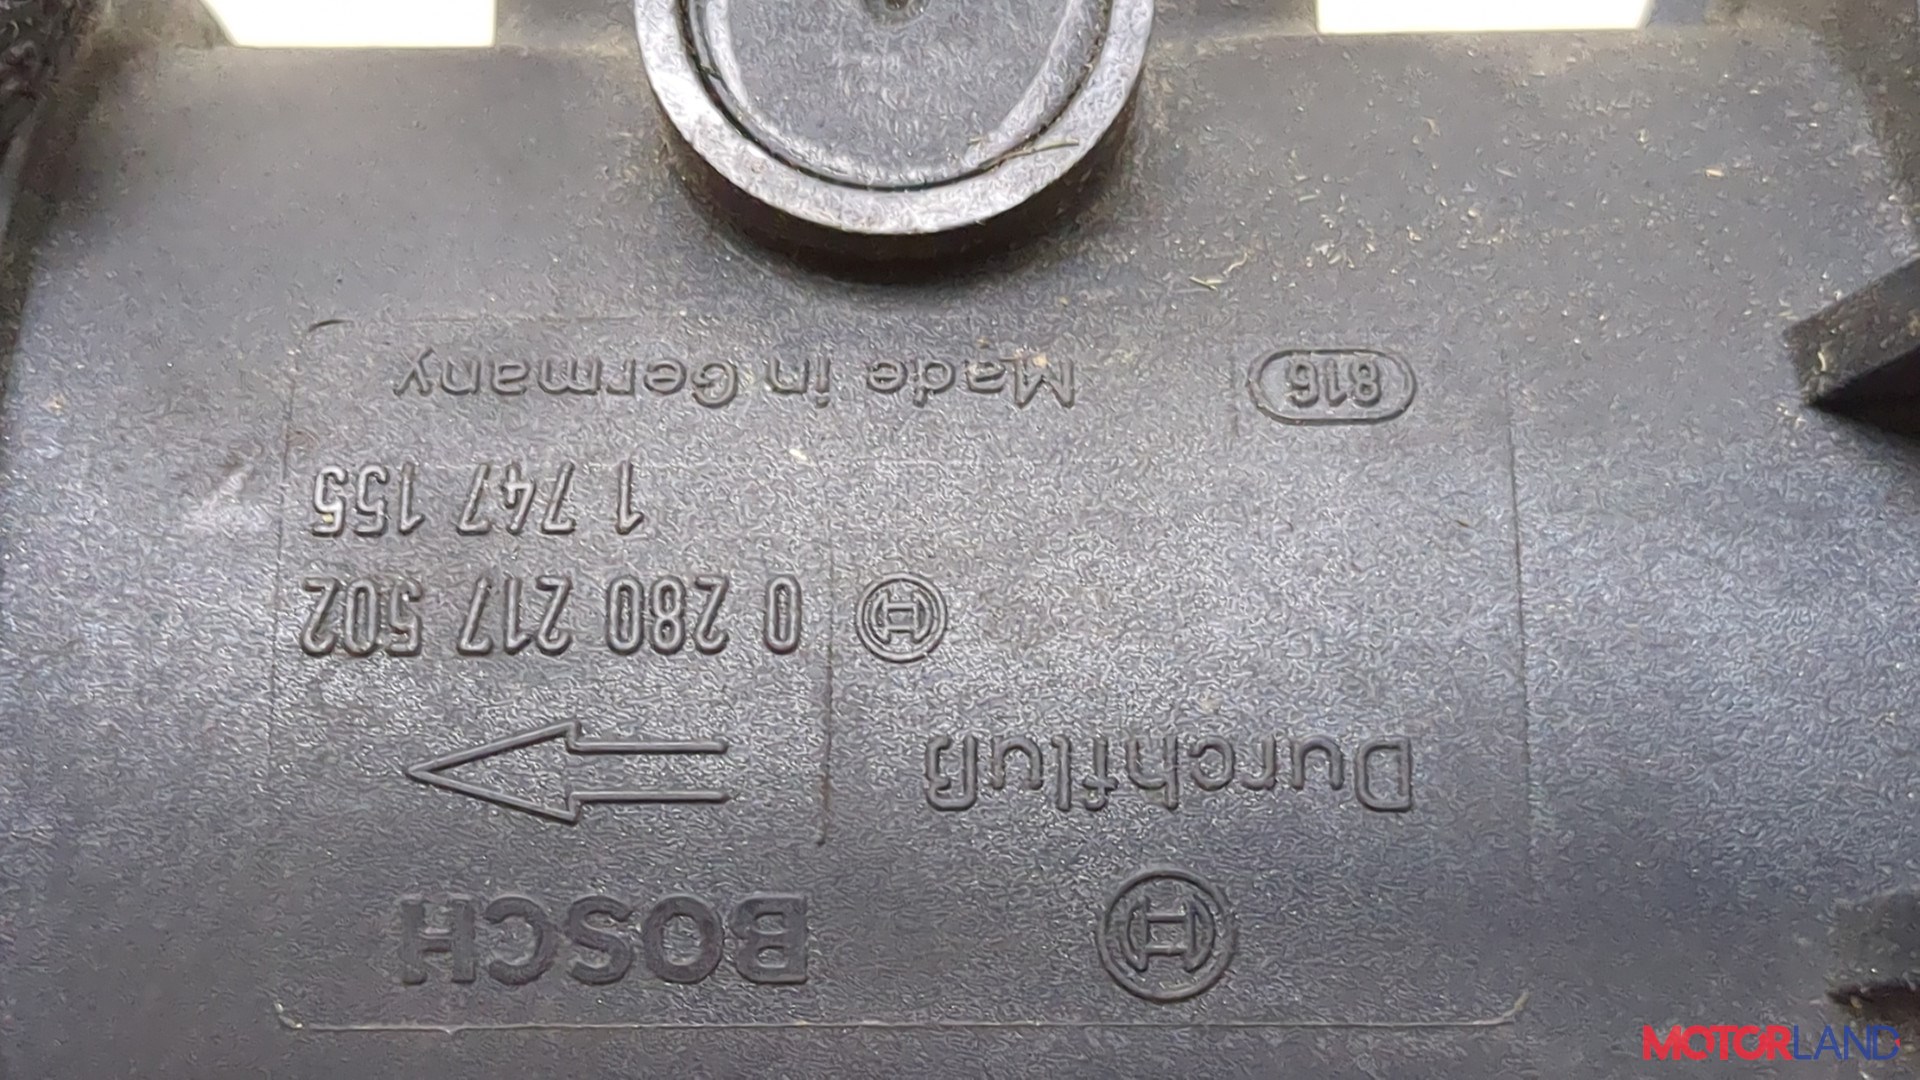 BOSCH
Durchfluß
0 280 217 502
1 747 155
816 Made in Germany
MOTORLAND